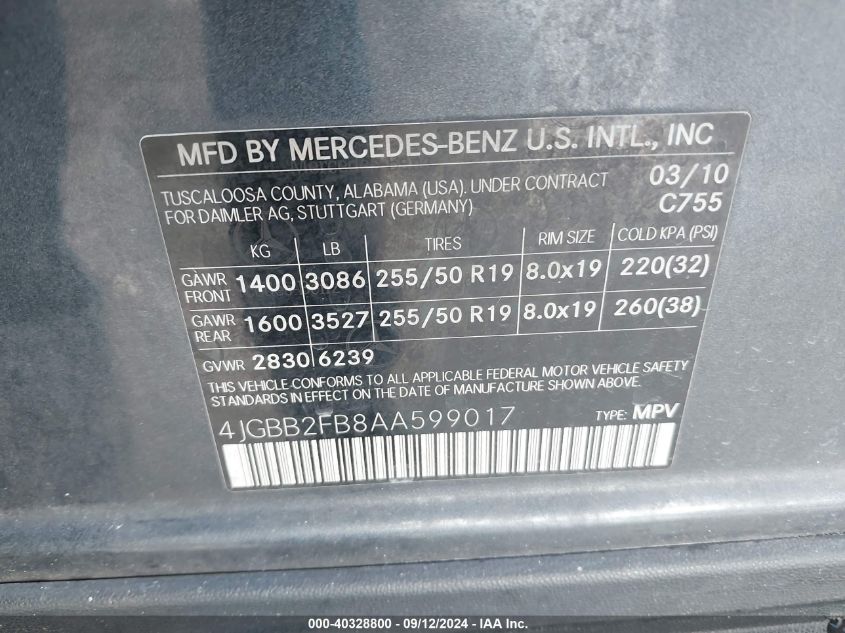 MFD BY MERCEDES-BENZ U.S. INTL., INC
TUSCALOOSA COUNTY, ALABAMA (USA). UNDER CONTRACT 03/10
FOR DAIMLER AG, STUTTGART (GERMANY) C755
KG LB TIRES RIM SIZE COLD KPA (PSI)
GAWR FRONT 1400 3086 255/50 R19 8.0x19 220(32)
GAWR REAR 1600 3527 255/50 R19 8.0x19 260(38)
GVWR 2830 6239
THIS VEHICLE CONFORMS TO ALL APPLICABLE FEDERAL MOTOR VEHICLE SAFETY
STANDARDS IN EFFECT ON THE DATE OF MANUFACTURE SHOWN ABOVE.
4JGBB2FB8AA599017 TYPE: MPV
000-40328800 - 09/12/2024 - IAA Inc.